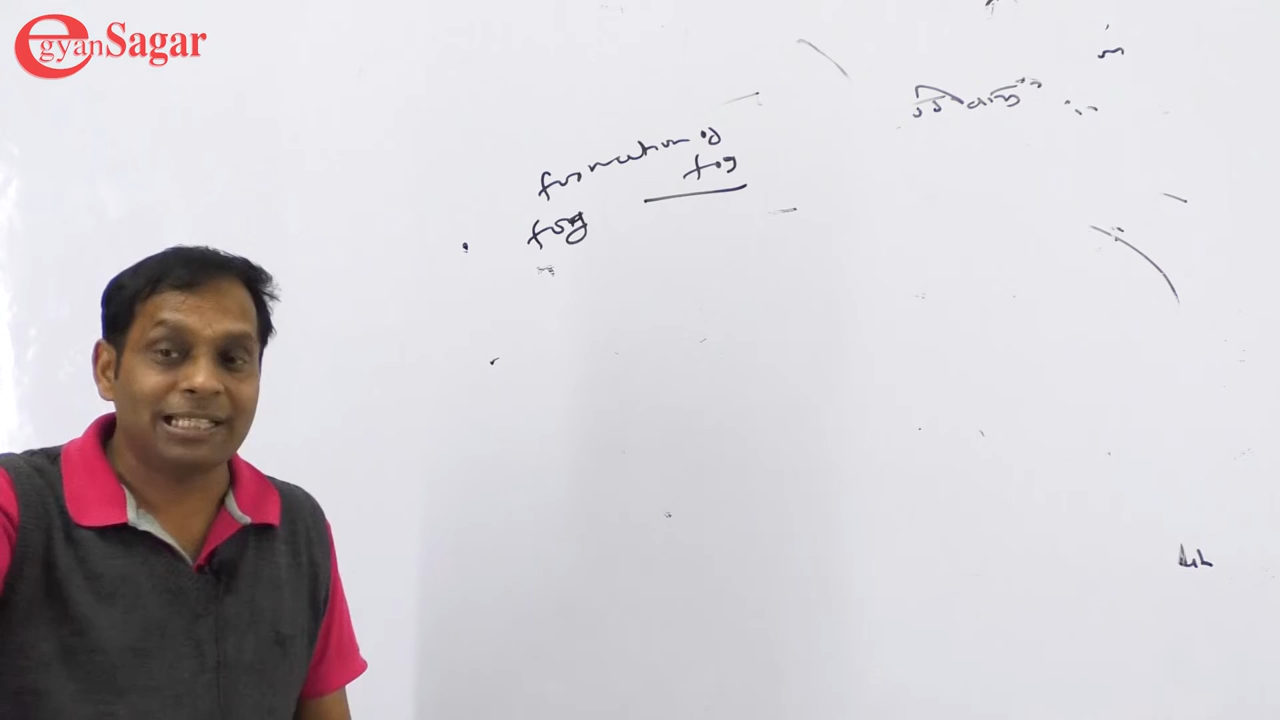 egyanSagar
formation of
fog
fog